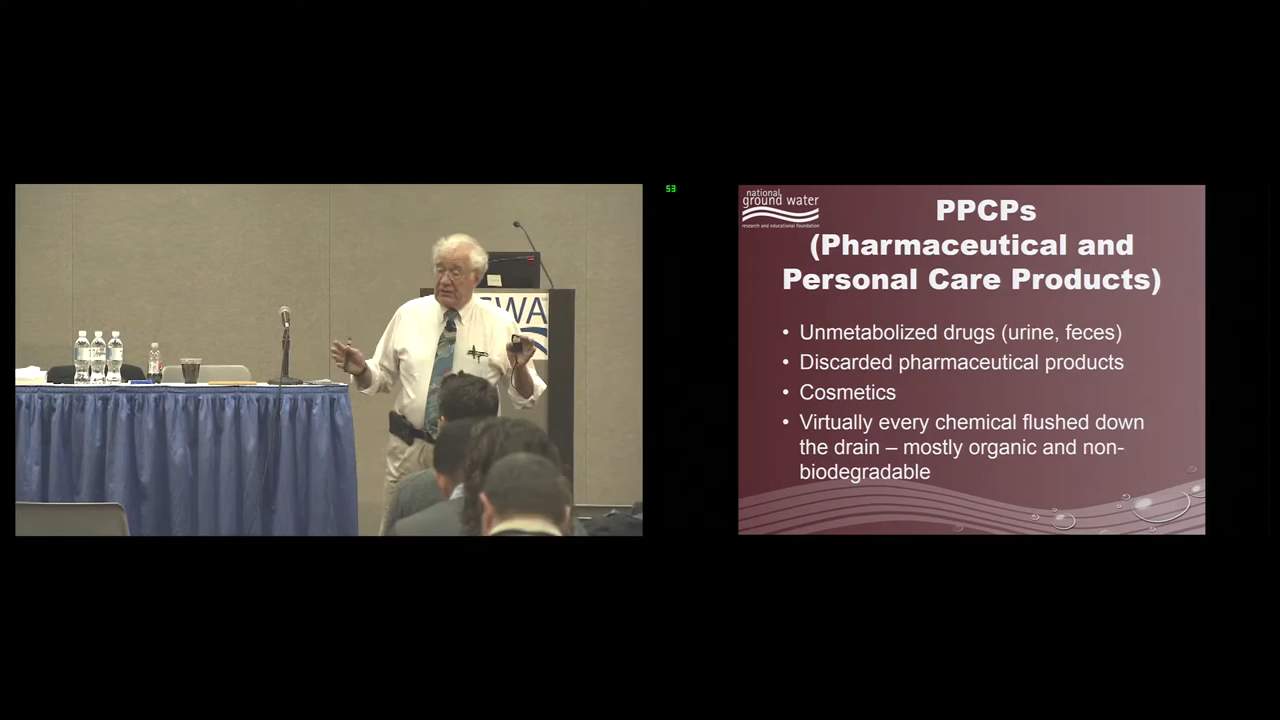 GWA
53
national
ground water
research and educational foundation
PPCPs
(Pharmaceutical and
Personal Care Products)
• Unmetabolized drugs (urine, feces)
• Discarded pharmaceutical products
• Cosmetics
• Virtually every chemical flushed down
the drain – mostly organic and non-
biodegradable